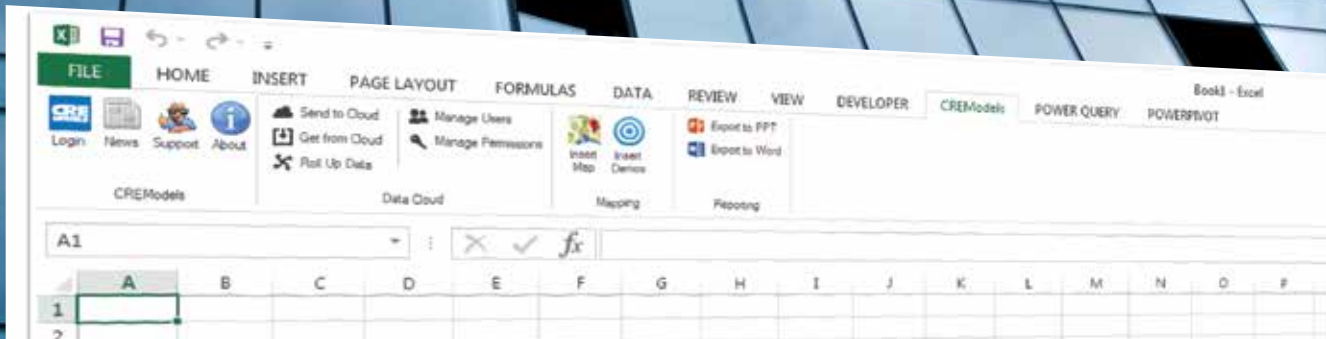 Book1 - Excel
FILE HOME INSERT PAGE LAYOUT FORMULAS DATA REVIEW VIEW DEVELOPER CREModels POWER QUERY POWERPIVOT
CRE
Login News Support About
Send to Cloud
Get from Cloud
Roll Up Data
Manage Users
Manage Permissions
Insert Map
Insert Demos
Export to PPT
Export to Word
CREModels Data Cloud Mapping Reporting
A1 fx
A B C D E F G H I J K L M N O P
1
2